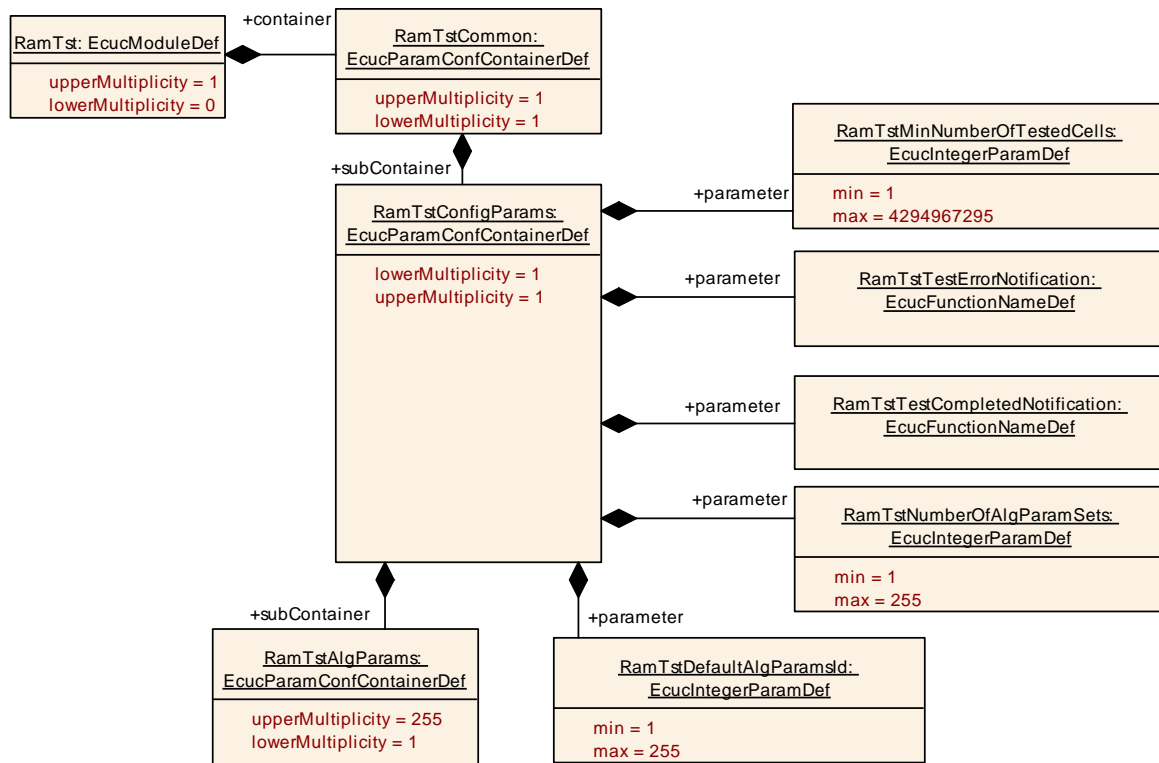 +container
RamTst: EcucModuleDef
upperMultiplicity = 1
lowerMultiplicity = 0
RamTstCommon:
EcucParamConfContainerDef
upperMultiplicity = 1
lowerMultiplicity = 1
+subContainer
RamTstConfigParams:
EcucParamConfContainerDef
lowerMultiplicity = 1
upperMultiplicity = 1
+parameter
RamTstMinNumberOfTestedCells:
EcucIntegerParamDef
min = 1
max = 4294967295
+parameter
RamTstTestErrorNotification:
EcucFunctionNameDef
+parameter
RamTstTestCompletedNotification:
EcucFunctionNameDef
+parameter
RamTstNumberOfAlgParamSets:
EcucIntegerParamDef
min = 1
max = 255
+subContainer
RamTstAlgParams:
EcucParamConfContainerDef
upperMultiplicity = 255
lowerMultiplicity = 1
+parameter
RamTstDefaultAlgParamsId:
EcucIntegerParamDef
min = 1
max = 255